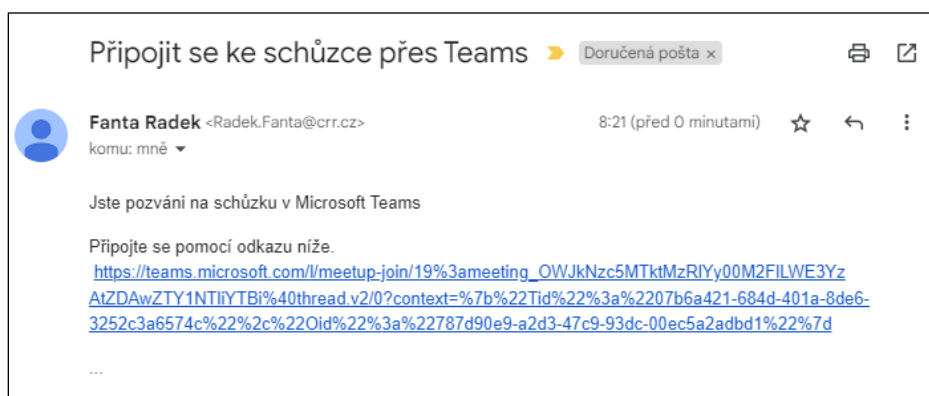 Připojit se ke schůzce přes Teams Doručená pošta ×
Fanta Radek <Radek.Fanta@crr.cz> 8:21 (před 0 minutami)
komu: mně
Jste pozváni na schůzku v Microsoft Teams
Připojte se pomocí odkazu níže.
https://teams.microsoft.com/l/meetup-join/19%3ameeting_OWJkNzc5MTktMzRlYy00M2FlLWE3Yz
AtZDAwZTY1NTliYTBi%40thread.v2/0?context=%7b%22Tid%22%3a%2207b6a421-684d-401a-8de6-
3252c3a6574c%22%2c%22Oid%22%3a%22787d90e9-a2d3-47c9-93dc-00ec5a2adbd1%22%7d
...